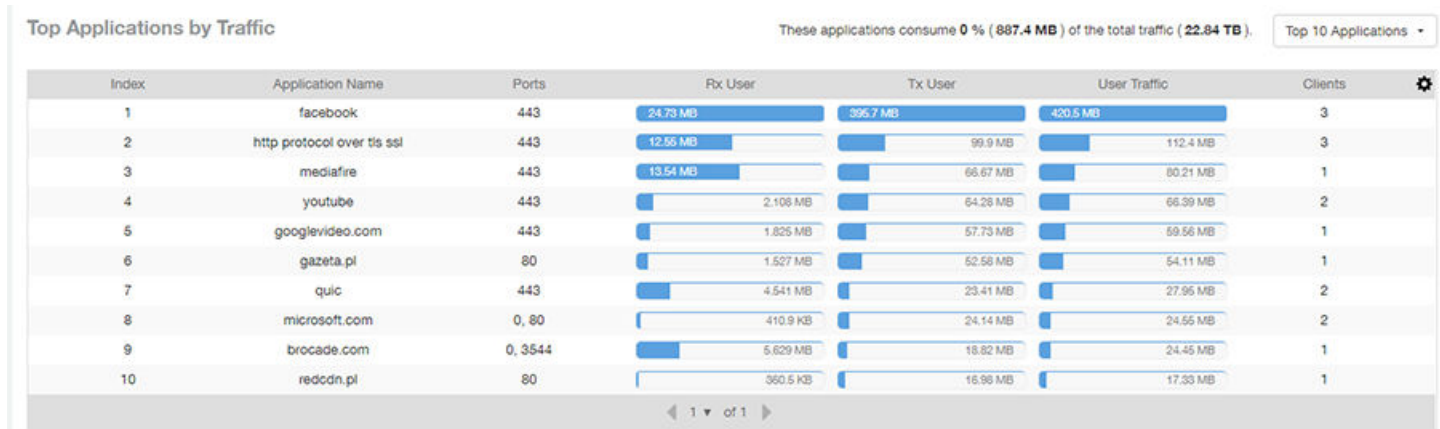 Top Applications by Traffic These applications consume 0 % ( 887.4 MB ) of the total traffic ( 22.84 TB ). Top 10 Applications
Index Application Name Ports Rx User Tx User User Traffic Clients
1 facebook 443 24.73 MB 395.7 MB 420.5 MB 3
2 http protocol over tls ssl 443 12.55 MB 99.9 MB 112.4 MB 3
3 mediafire 443 13.54 MB 66.67 MB 80.21 MB 1
4 youtube 443 2.108 MB 64.28 MB 66.39 MB 2
5 googlevideo.com 443 1.825 MB 57.73 MB 59.56 MB 1
6 gazeta.pl 80 1.527 MB 52.58 MB 54.11 MB 1
7 quic 443 4.541 MB 23.41 MB 27.95 MB 2
8 microsoft.com 0, 80 410.9 KB 24.14 MB 24.55 MB 2
9 brocade.com 0, 3544 5.629 MB 18.82 MB 24.45 MB 1
10 redcdn.pl 80 360.5 KB 16.98 MB 17.33 MB 1
1 of 1